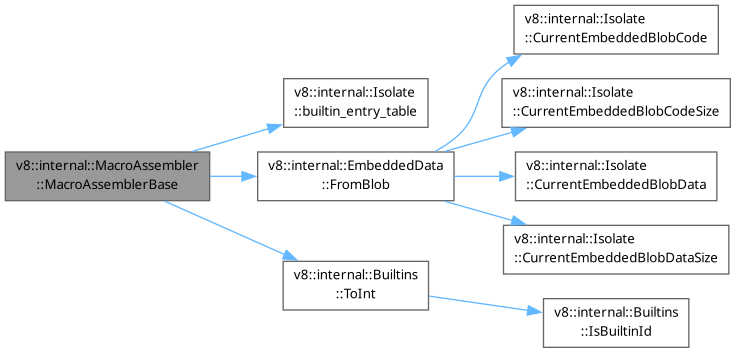 v8::internal::MacroAssembler
::MacroAssemblerBase
v8::internal::Isolate
::builtin_entry_table
v8::internal::EmbeddedData
::FromBlob
v8::internal::Builtins
::ToInt
v8::internal::Isolate
::CurrentEmbeddedBlobCode
v8::internal::Isolate
::CurrentEmbeddedBlobCodeSize
v8::internal::Isolate
::CurrentEmbeddedBlobData
v8::internal::Isolate
::CurrentEmbeddedBlobDataSize
v8::internal::Builtins
::IsBuiltinId